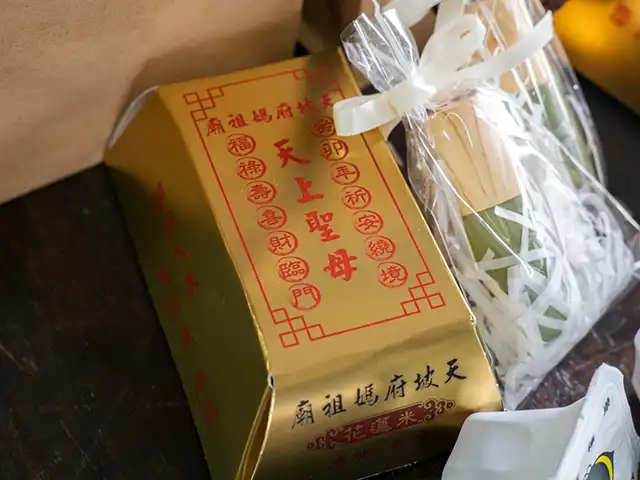 天坡府媽祖廟
癸卯年祈安繞境
天上聖母
福祿壽喜財臨門
天坡府媽祖廟
花蓮米